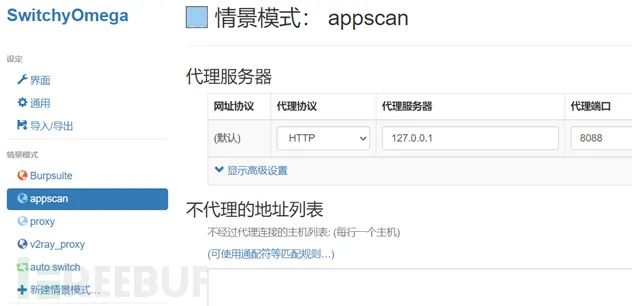 SwitchyOmega
设定
界面
通用
导入/导出
情景模式
Burpsuite
appscan
proxy
v2ray_proxy
auto switch
新建情景模式…
情景模式： appscan
代理服务器
网址协议 代理协议 代理服务器 代理端口
(默认) HTTP 127.0.0.1 8088
显示高级设置
不代理的地址列表
不经过代理连接的主机列表: (每行一个主机)
(可使用通配符等匹配规则…)
REEBUF